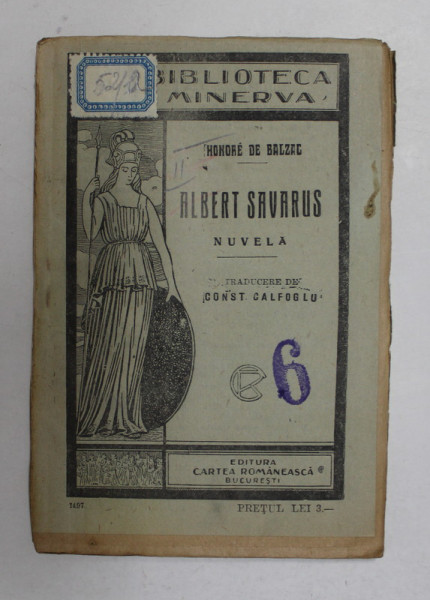 BIBLIOTECA
MINERVA
II
HONORÉ DE BALZAC
ALBERT SAVARUS
NUVELĂ
TRADUCERE DE
CONST. CALFOGLU
6
EDITURA
CARTEA ROMÂNEASCĂ
BUCUREȘTI
PREȚUL LEI 3.—